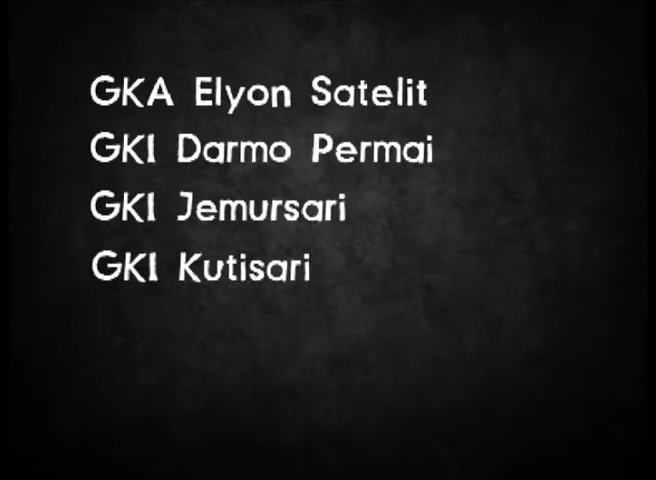 GKA Elyon Satelit
GKI Darmo Permai
GKI Jemursari
GKI Kutisari